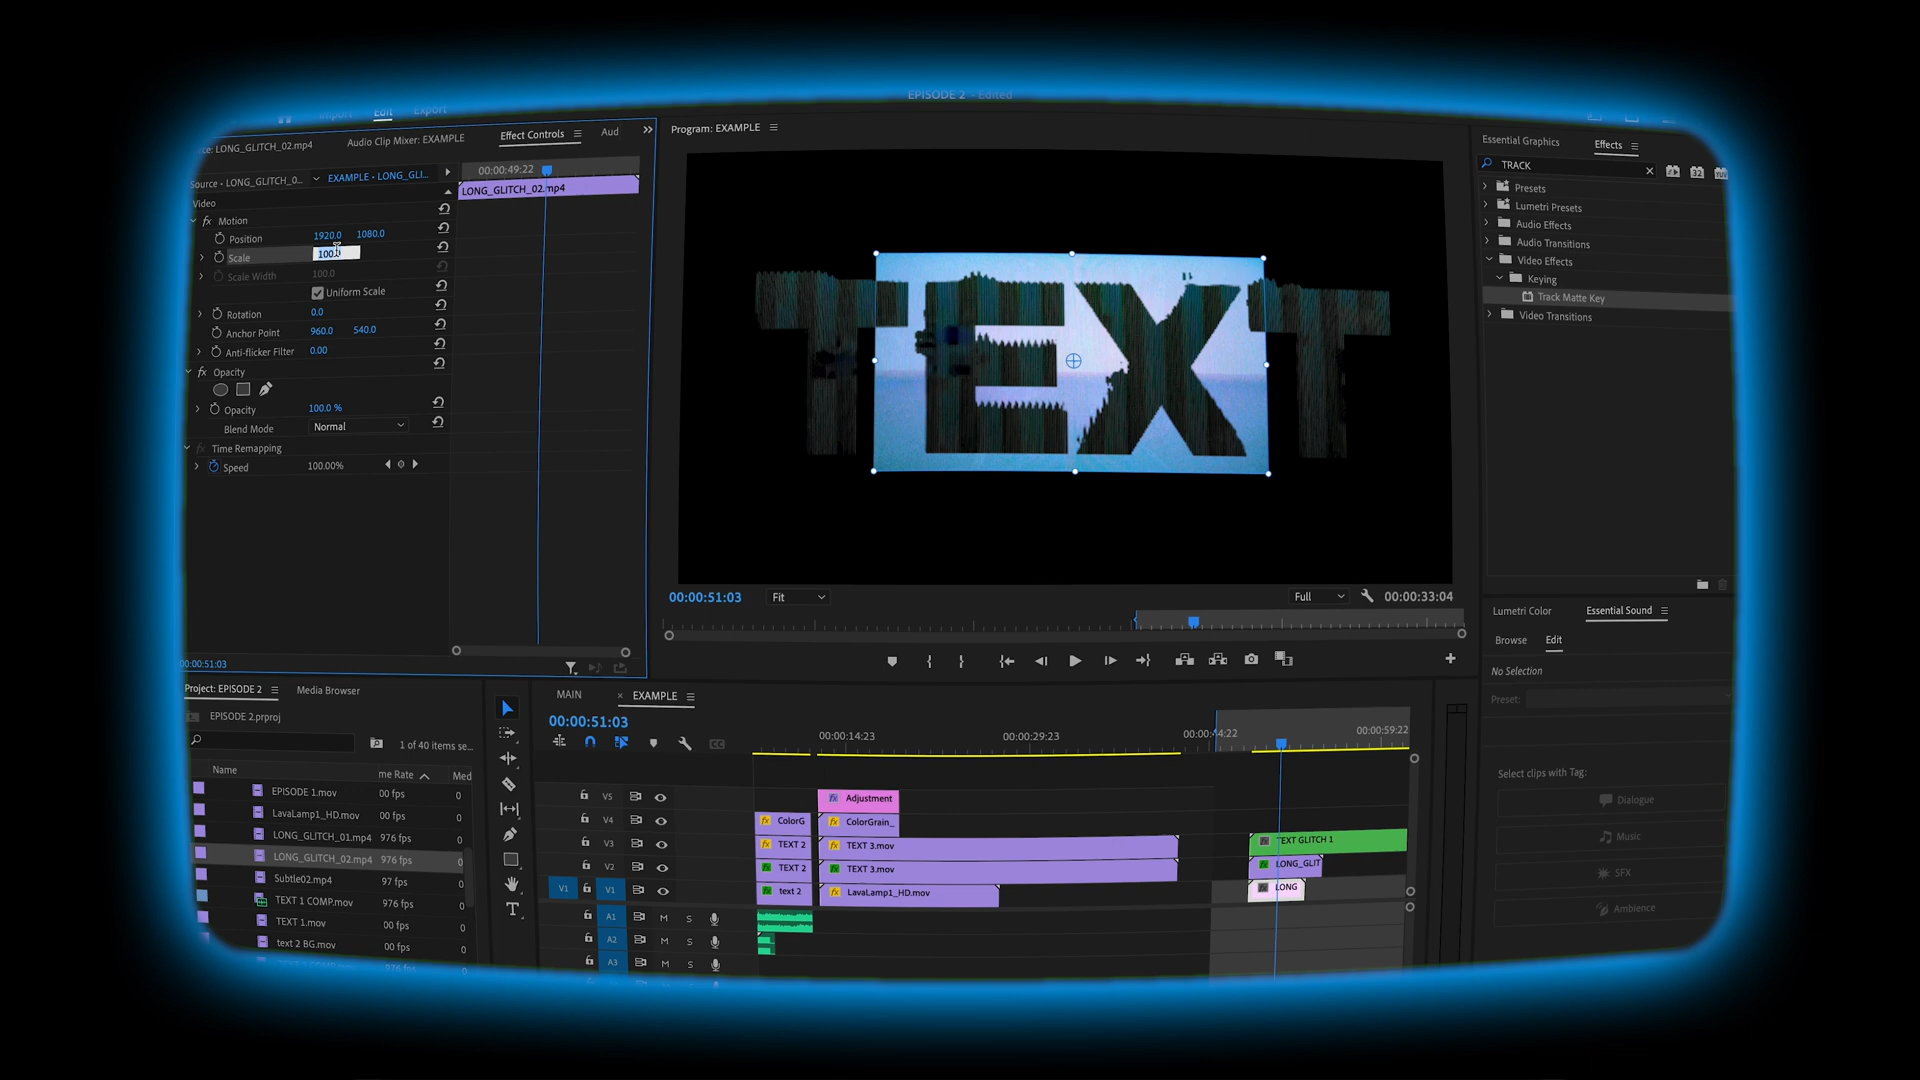 EPISODE 2 - Edited
Import
Edit
Export
LONG_GLITCH_02.mp4
Audio Clip Mixer: EXAMPLE
Effect Controls
Aud
Source - LONG_GLITCH_0...
EXAMPLE - LONG_GLI...
00:00:49:22
LONG_GLITCH_02.mp4
Video
fx Motion
Position 1920.0 1080.0
Scale 100.0
Scale Width 100.0
Uniform Scale
Rotation 0.0
Anchor Point 960.0 540.0
Anti-flicker Filter 0.00
fx Opacity
Opacity 100.0 %
Blend Mode Normal
fx Time Remapping
Speed 100.00%
00:00:51:03
Program: EXAMPLE
TEXT
00:00:51:03
Fit
Full
00:00:33:04
Essential Graphics
Effects
TRACK
32
YUV
Presets
Lumetri Presets
Audio Effects
Audio Transitions
Video Effects
Keying
Track Matte Key
Video Transitions
Lumetri Color
Essential Sound
Browse
Edit
No Selection
Preset:
Select clips with Tag:
Dialogue
Music
SFX
Ambience
Project: EPISODE 2
Media Browser
EPISODE 2.prproj
1 of 40 items se...
Name
me Rate
Med
EPISODE 1.mov 00 fps 0
LavaLamp1_HD.mov 00 fps 0
LONG_GLITCH_01.mp4 976 fps 0
LONG_GLITCH_02.mp4 976 fps 0
Subtle02.mp4 97 fps 0
TEXT 1 COMP.mov 976 fps 0
TEXT 1.mov 00 fps 0
text 2 BG.mov 00 fps 0
MAIN
EXAMPLE
00:00:51:03
00:00:14:23
00:00:29:23
00:00:44:22
00:00:59:22
V5
Adjustment
V4
ColorG
ColorGrain_
V3
TEXT 2
TEXT 3.mov
TEXT GLITCH 1
V2
TEXT 2
TEXT 3.mov
LONG_GLIT
V1
V1
text 2
LavaLamp1_HD.mov
LONG
A1 M S
A2 M S
A3 M S